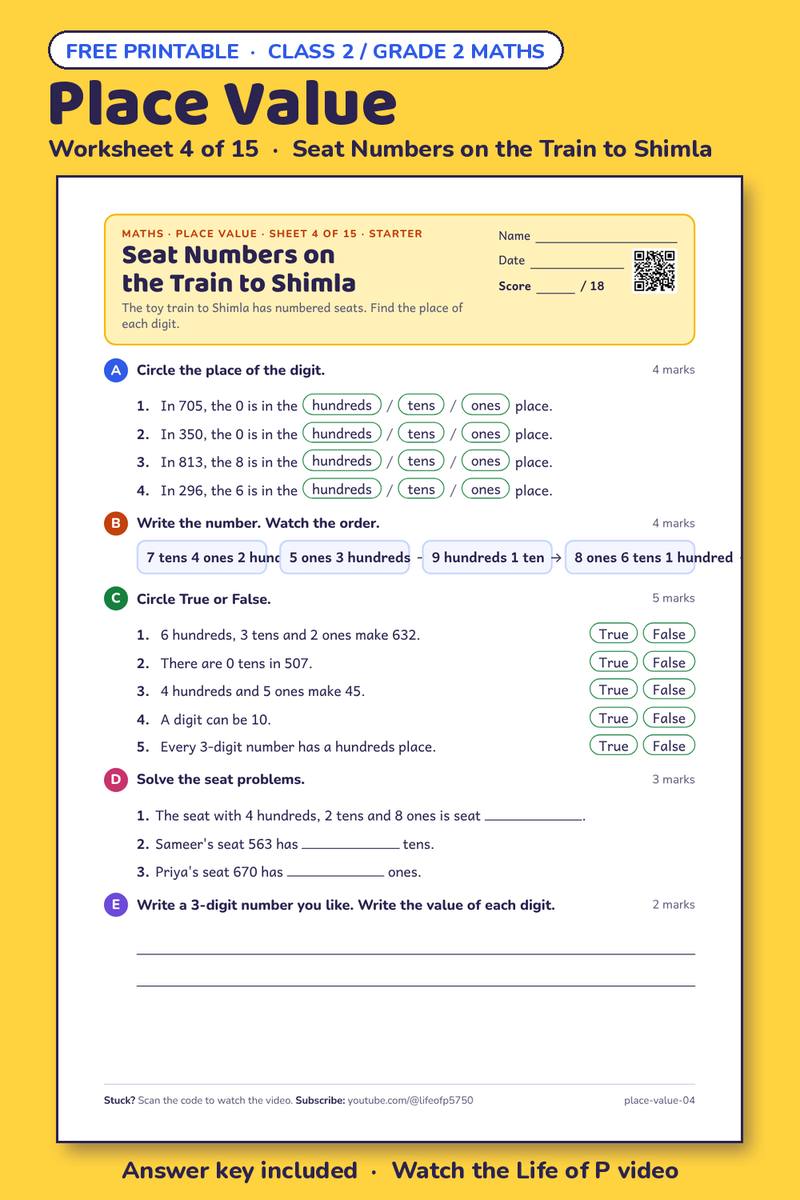 FREE PRINTABLE · CLASS 2 / GRADE 2 MATHS
Place Value
Worksheet 4 of 15 · Seat Numbers on the Train to Shimla
MATHS · PLACE VALUE · SHEET 4 OF 15 · STARTER
Seat Numbers on
the Train to Shimla
The toy train to Shimla has numbered seats. Find the place of
each digit.
Name ____
Date ____
Score ____ / 18
A Circle the place of the digit. 4 marks
1. In 705, the 0 is in the hundreds / tens / ones place.
2. In 350, the 0 is in the hundreds / tens / ones place.
3. In 813, the 8 is in the hundreds / tens / ones place.
4. In 296, the 6 is in the hundreds / tens / ones place.
B Write the number. Watch the order. 4 marks
7 tens 4 ones 2 hund 5 ones 3 hundreds - 9 hundreds 1 ten → 8 ones 6 tens 1 hundred
C Circle True or False. 5 marks
1. 6 hundreds, 3 tens and 2 ones make 632. True False
2. There are 0 tens in 507. True False
3. 4 hundreds and 5 ones make 45. True False
4. A digit can be 10. True False
5. Every 3-digit number has a hundreds place. True False
D Solve the seat problems. 3 marks
1. The seat with 4 hundreds, 2 tens and 8 ones is seat ____.
2. Sameer's seat 563 has ____ tens.
3. Priya's seat 670 has ____ ones.
E Write a 3-digit number you like. Write the value of each digit. 2 marks
Stuck? Scan the code to watch the video. Subscribe: youtube.com/@lifeofp5750
place-value-04
Answer key included · Watch the Life of P video